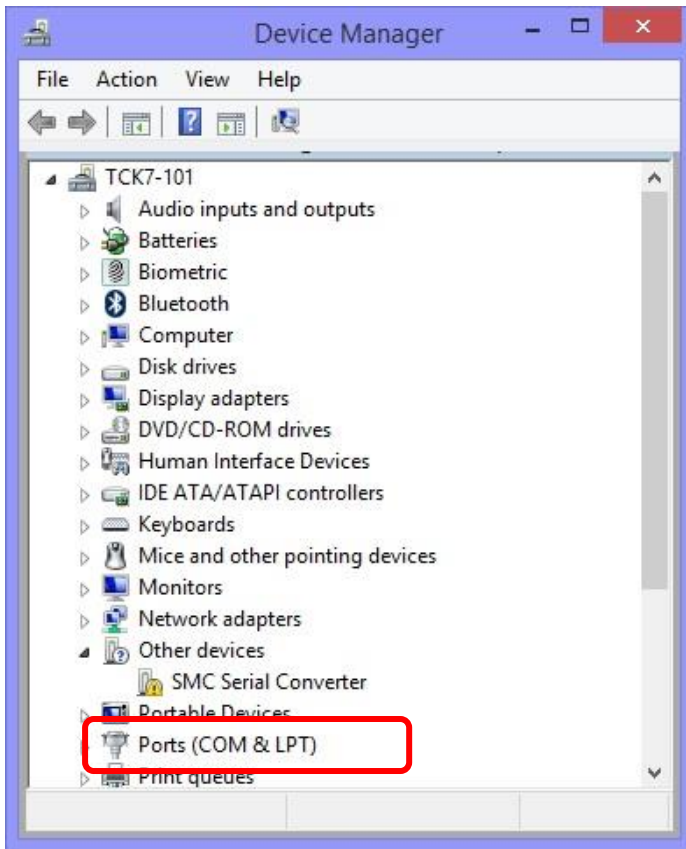 Device Manager
File Action View Help
TCK7-101
Audio inputs and outputs
Batteries
Biometric
Bluetooth
Computer
Disk drives
Display adapters
DVD/CD-ROM drives
Human Interface Devices
IDE ATA/ATAPI controllers
Keyboards
Mice and other pointing devices
Monitors
Network adapters
Other devices
SMC Serial Converter
Portable Devices
Ports (COM & LPT)
Print queues